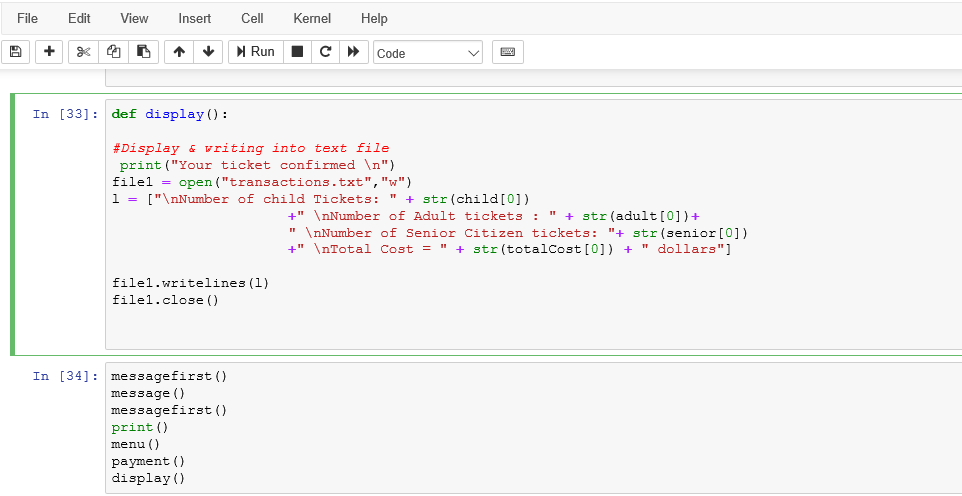 File Edit View Insert Cell Kernel Help
Run Code
In [33]: def display():
#Display & writing into text file
print("Your ticket confirmed \n")
file1 = open("transactions.txt","w")
l = ["\nNumber of child Tickets: " + str(child[0])
+" \nNumber of Adult tickets : " + str(adult[0])+
" \nNumber of Senior Citizen tickets: "+ str(senior[0])
+" \nTotal Cost = " + str(totalCost[0]) + " dollars"]
file1.writelines(l)
file1.close()
In [34]: messagefirst()
message()
messagefirst()
print()
menu()
payment()
display()